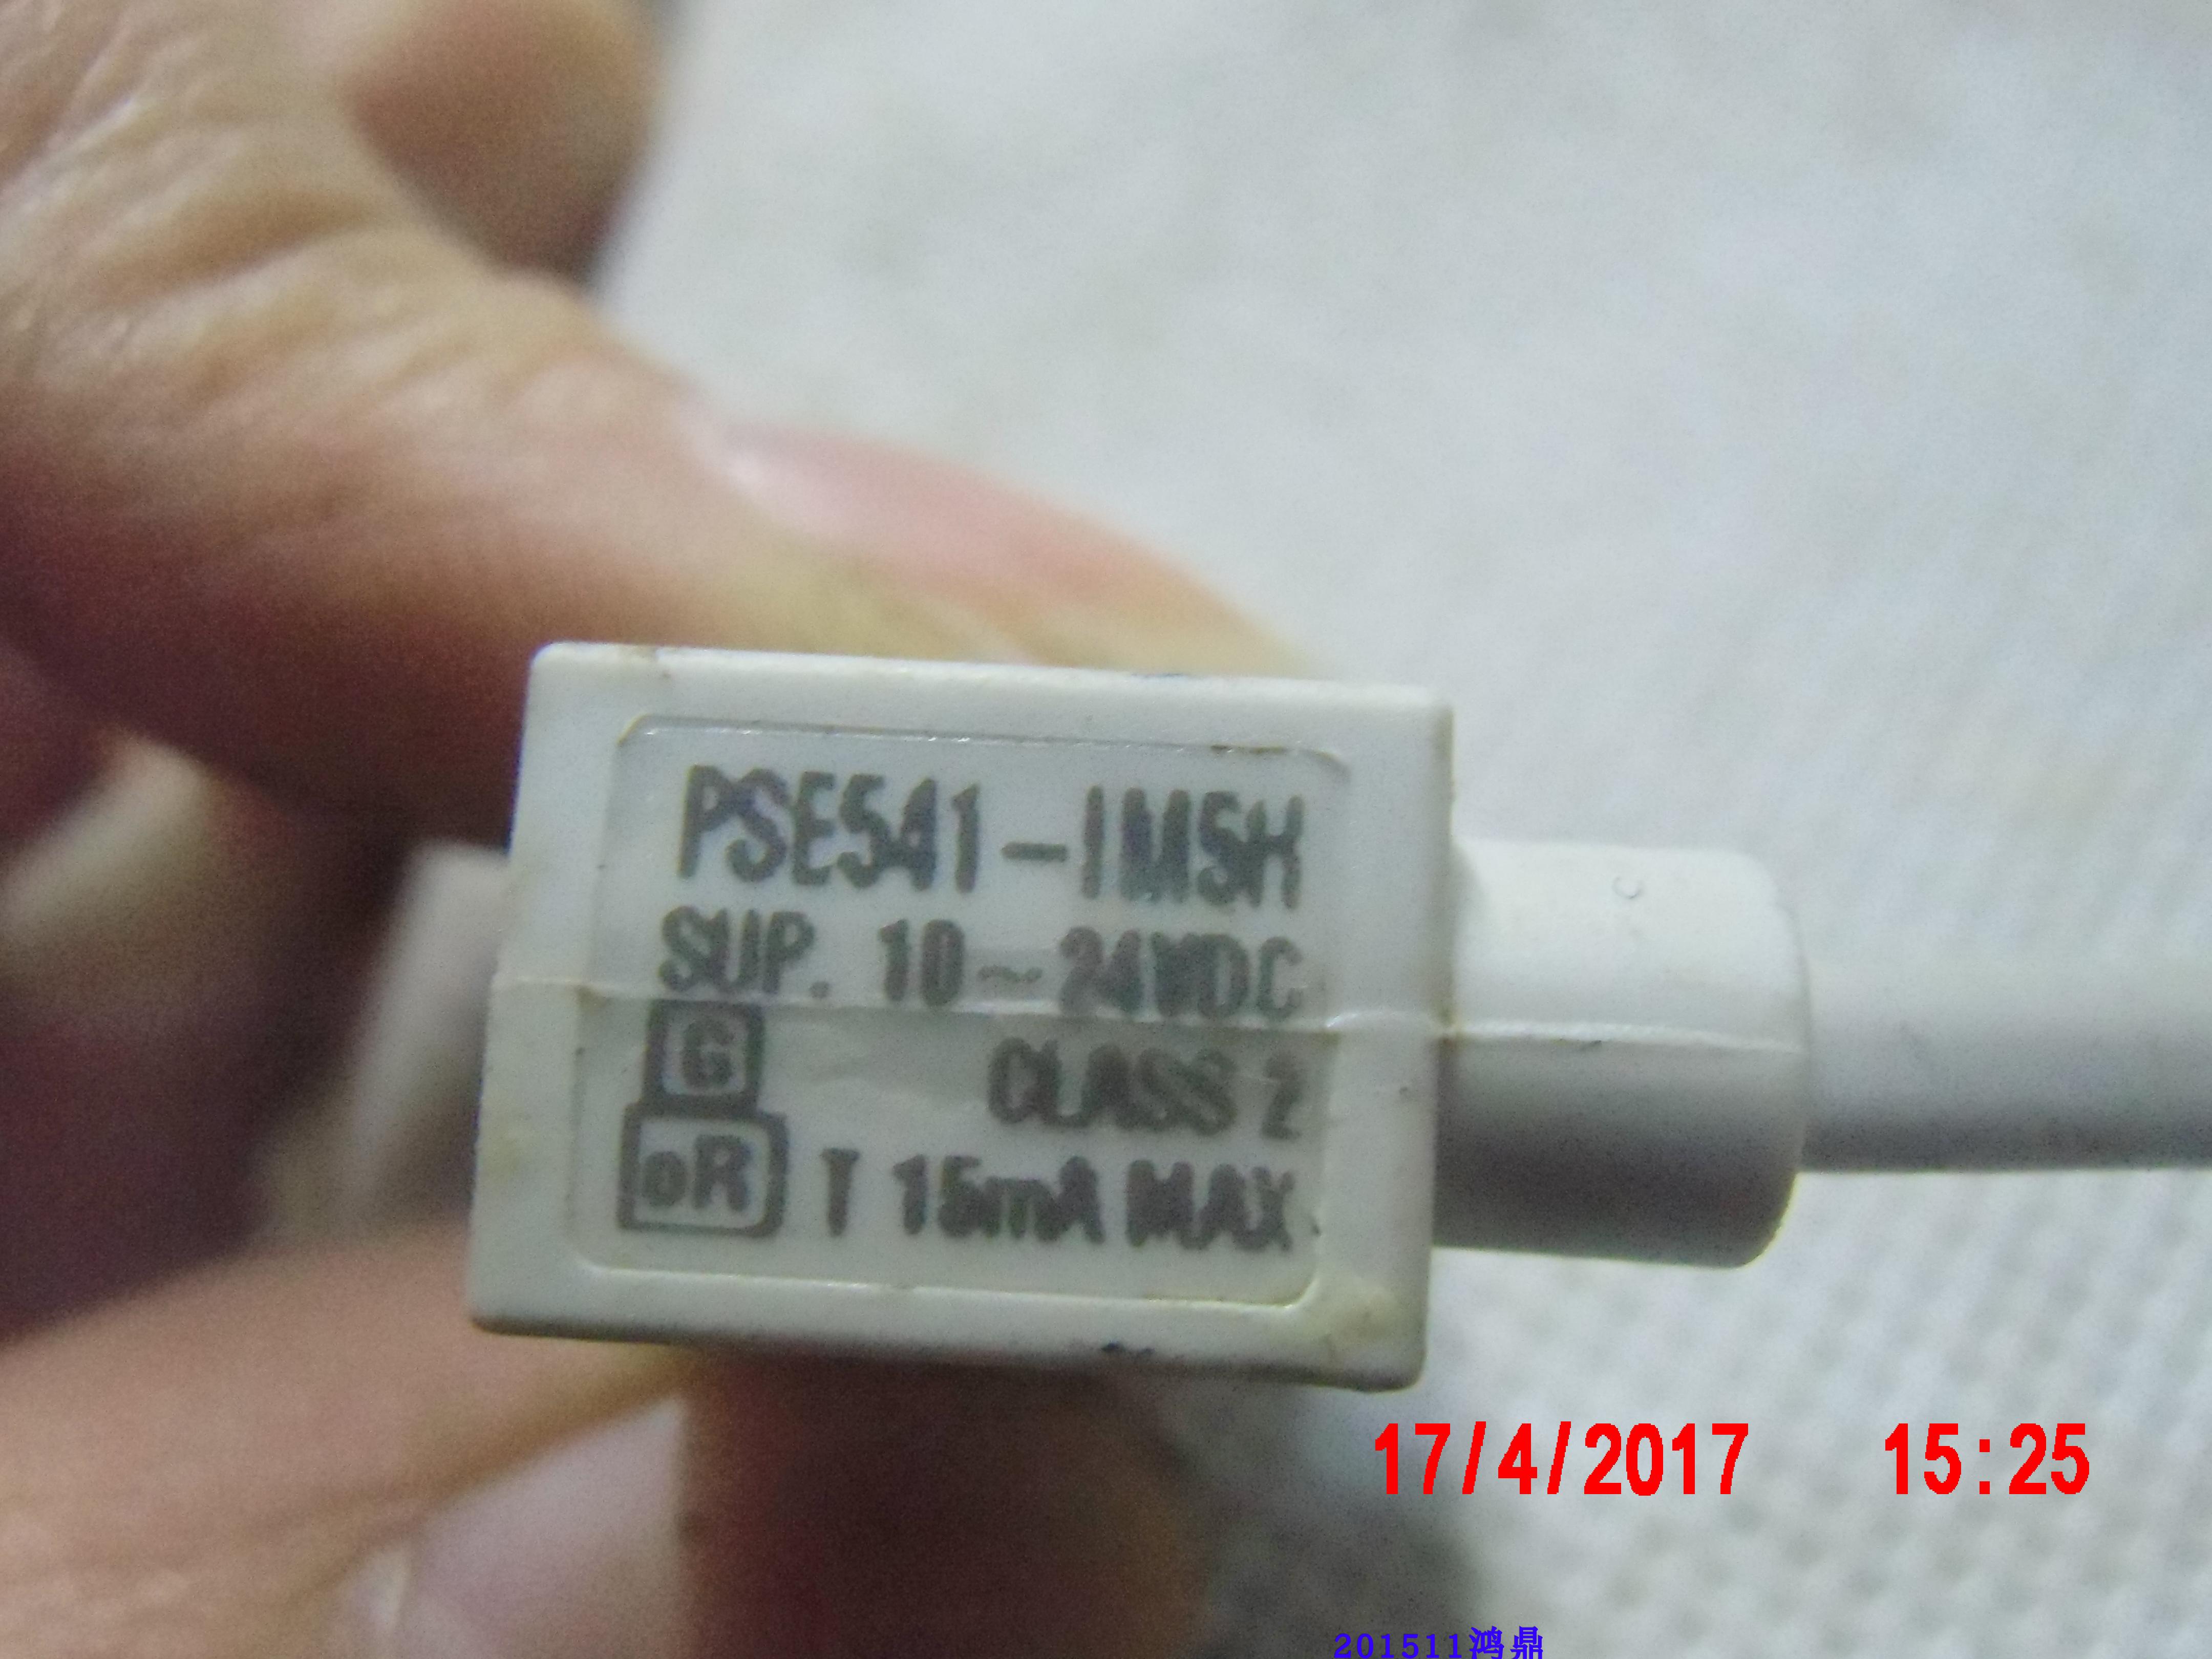 PSE541-IM5H
SUP. 10~24VDC
G CLASS 2
oR T 15mA MAX.
17/4/2017 15:25
201511鸿鼎